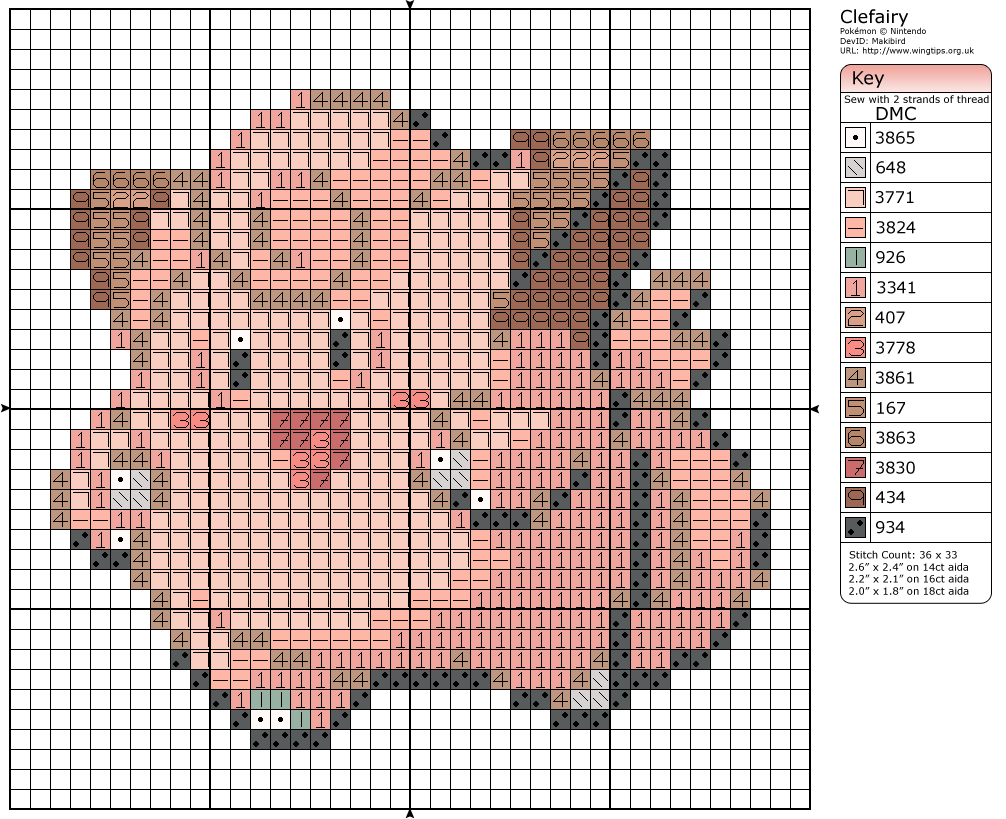 Clefairy
Pokémon © Nintendo
DevID: Makibird
URL: http://www.wingtips.org.uk
Key
Sew with 2 strands of thread
DMC
3865
648
3771
3824
926
1 3341
2 407
3 3778
4 3861
5 167
6 3863
7 3830
9 434
934
Stitch Count: 36 x 33
2.6” x 2.4” on 14ct aida
2.2” x 2.1” on 16ct aida
2.0” x 1.8” on 18ct aida